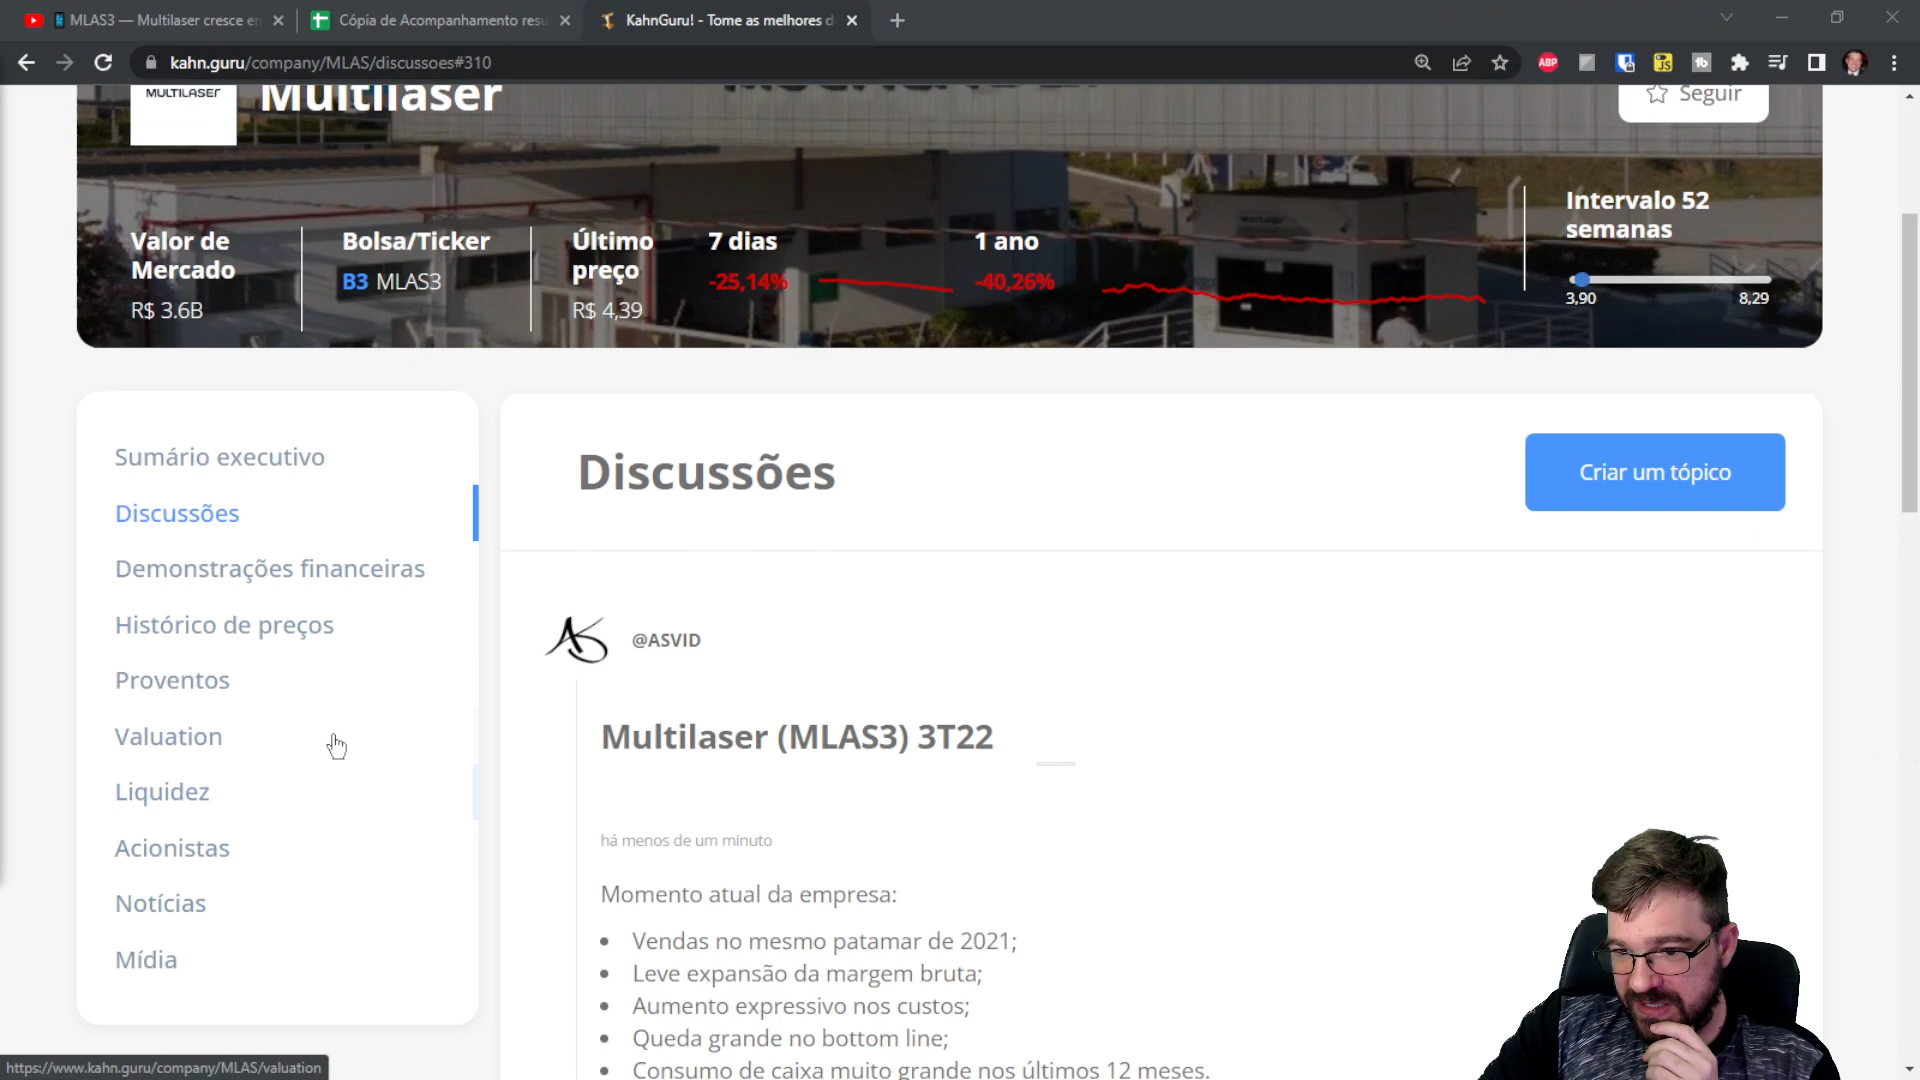 MLAS3 — Multilaser cresce em
Cópia de Acompanhamento resu
KahnGuru! - Tome as melhores d
kahn.guru/company/MLAS/discussoes#310
ABP
MULTILASER
Multilaser
Seguir
Valor de
Mercado
R$ 3.6B
Bolsa/Ticker
B3 MLAS3
Último
preço
R$ 4,39
7 dias
-25,14%
1 ano
-40,26%
Intervalo 52
semanas
3,90
8,29
Sumário executivo
Discussões
Demonstrações financeiras
Histórico de preços
Proventos
Valuation
Liquidez
Acionistas
Notícias
Mídia
Discussões
Criar um tópico
@ASVID
Multilaser (MLAS3) 3T22
há menos de um minuto
Momento atual da empresa:
• Vendas no mesmo patamar de 2021;
• Leve expansão da margem bruta;
• Aumento expressivo nos custos;
• Queda grande no bottom line;
• Consumo de caixa muito grande nos últimos 12 meses.
https://www.kahn.guru/company/MLAS/valuation